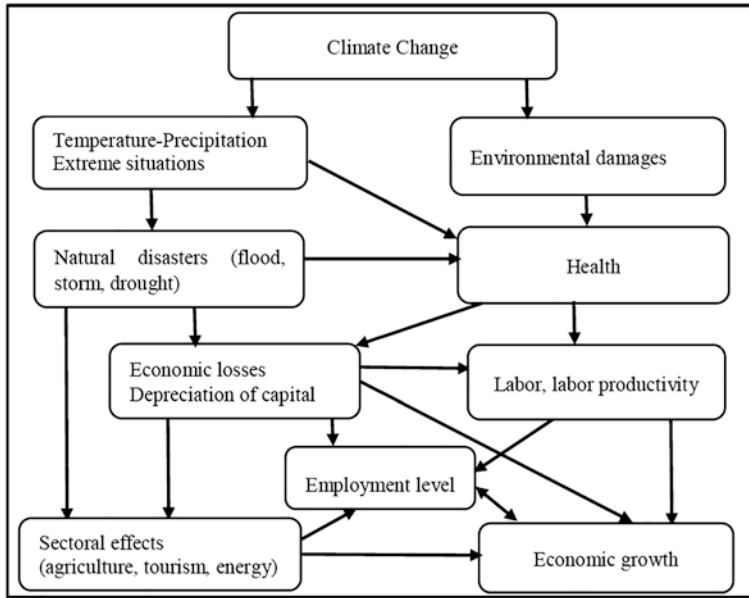 Climate Change
Temperature-Precipitation
Extreme situations
Environmental damages
Natural disasters (flood,
storm, drought)
Health
Economic losses
Depreciation of capital
Labor, labor productivity
Employment level
Sectoral effects
(agriculture, tourism, energy)
Economic growth